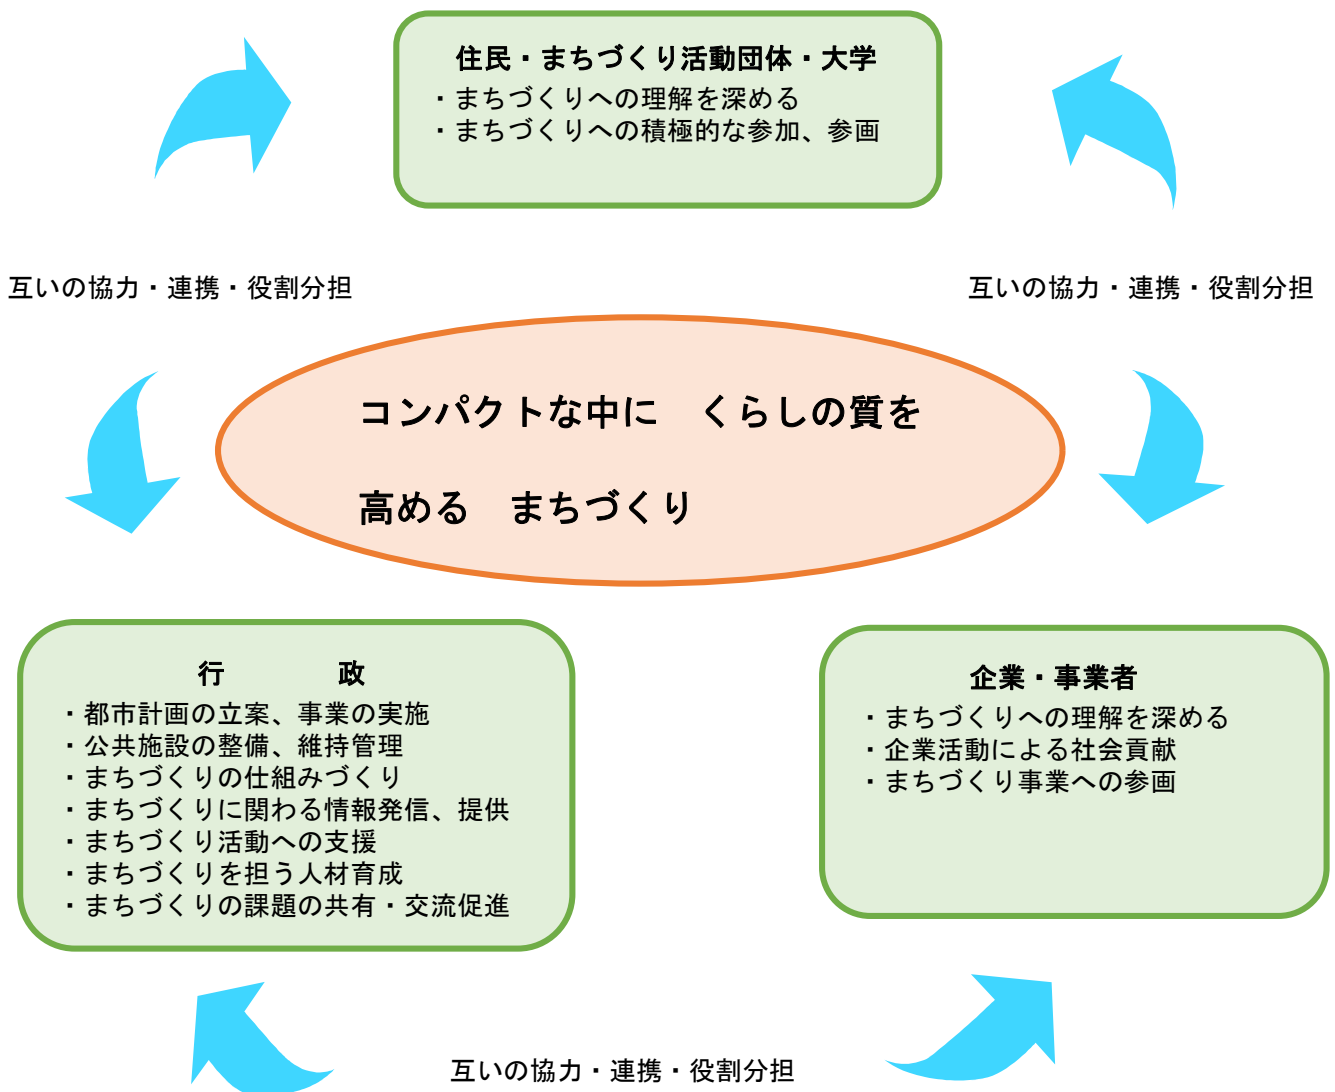 住民・まちづくり活動団体・大学
・まちづくりへの理解を深める
・まちづくりへの積極的な参加、参画
互いの協力・連携・役割分担
互いの協力・連携・役割分担
コンパクトな中に　くらしの質を
高める　まちづくり
行　　　　政
・都市計画の立案、事業の実施
・公共施設の整備、維持管理
・まちづくりの仕組みづくり
・まちづくりに関わる情報発信、提供
・まちづくり活動への支援
・まちづくりを担う人材育成
・まちづくりの課題の共有・交流促進
企業・事業者
・まちづくりへの理解を深める
・企業活動による社会貢献
・まちづくり事業への参画
互いの協力・連携・役割分担